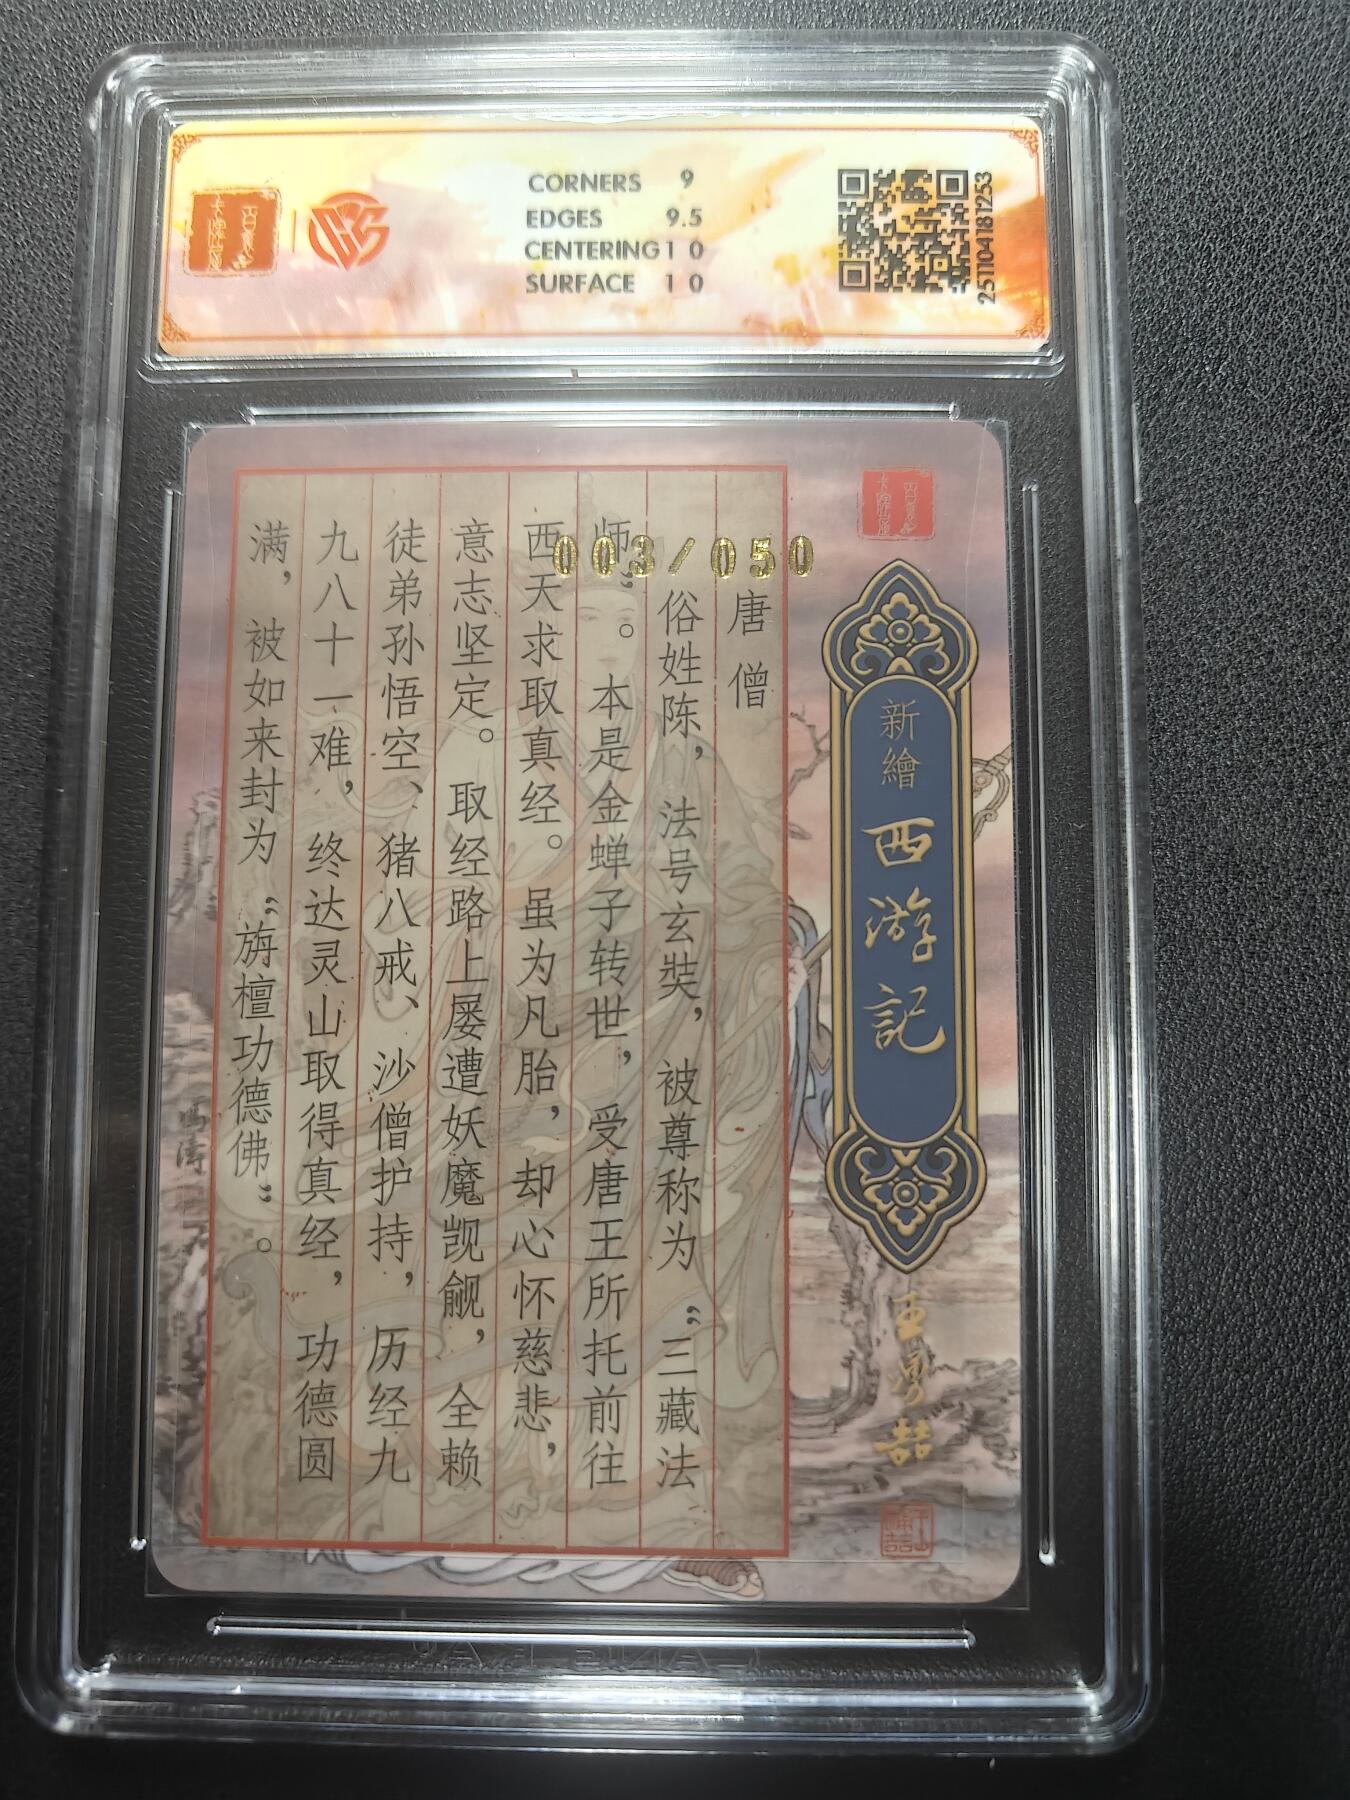 CORNERS 9
EDGES 9.5
CENTERING 10
SURFACE 10
2511041811253
003/050
新繪
西游記
唐僧
俗姓陈，法号玄奘，被尊称为“三藏法
师”。本是金蝉子转世，受唐王所托前往
西天求取真经。虽为凡胎，却心怀慈悲，
意志坚定。取经路上屡遭妖魔觊觎，全赖
徒弟孙悟空、猪八戒、沙僧护持，历经九
九八十一难，终达灵山取得真经，功德圆
满，被如来封为“旃檀功德佛”。